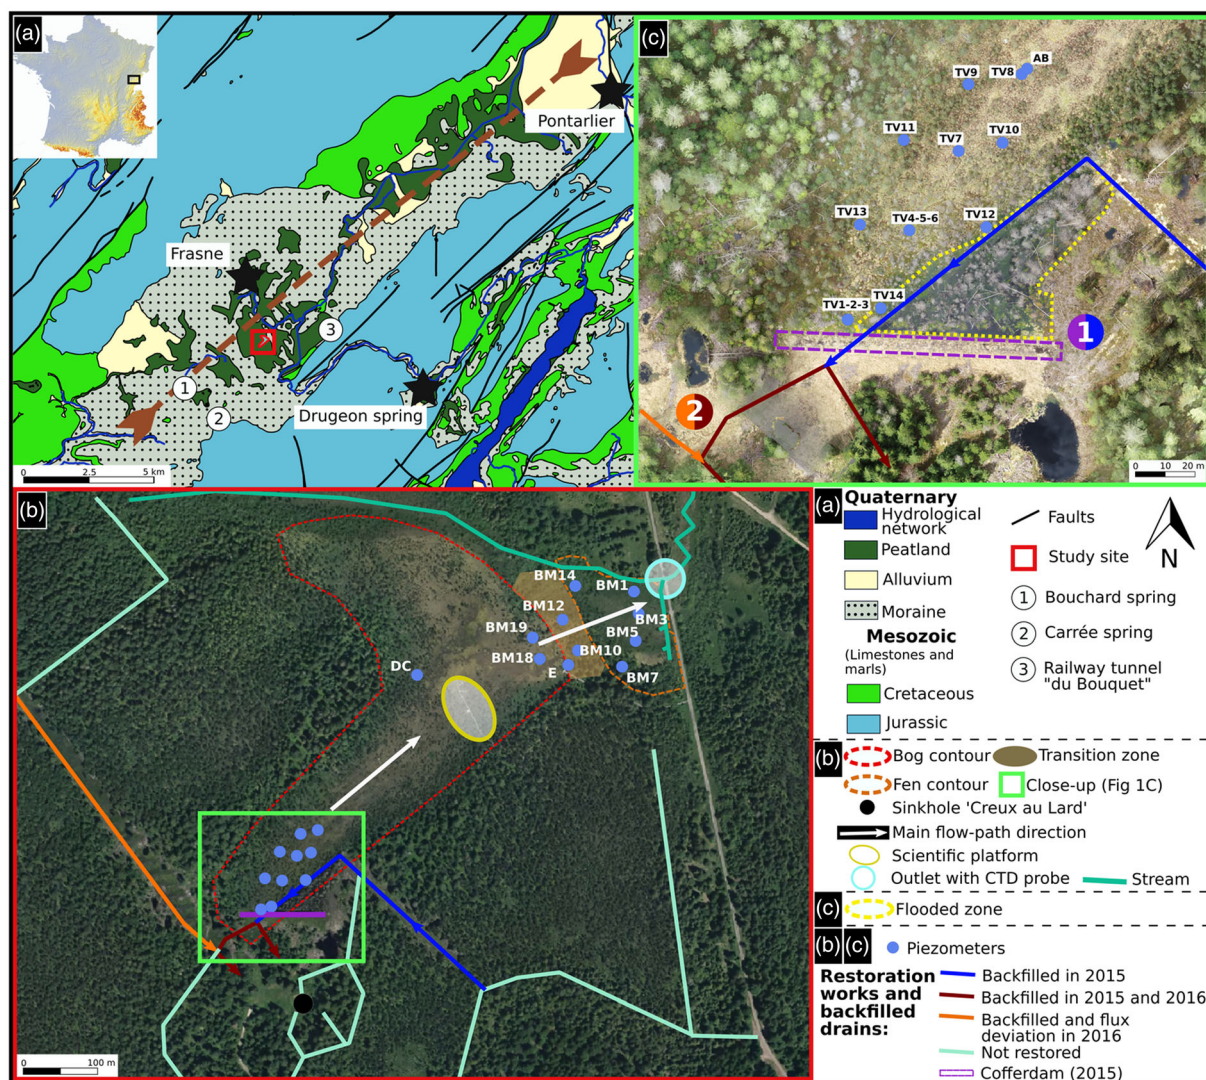 (a)
Pontarlier
Frasne
Drugeon spring
1
2
3
0 2.5 5 km
(c)
AB
TV8
TV9
TV11
TV7
TV10
TV13
TV4-5-6
TV12
TV1-2-3
TV14
1
2
0 10 20 m
(b)
BM14
BM1
BM12
BM3
BM19
BM5
BM18
BM10
E
BM7
DC
0 100 m
(a)
Quaternary
Hydrological
network
Peatland
Alluvium
Moraine
Mesozoic
(Limestones and
marls)
Cretaceous
Jurassic
Faults
Study site
N
1 Bouchard spring
2 Carrée spring
3 Railway tunnel
"du Bouquet"
(b)
Bog contour
Transition zone
Fen contour
Close-up (Fig 1C)
Sinkhole 'Creux au Lard'
Main flow-path direction
Scientific platform
Outlet with CTD probe
Stream
(c)
Flooded zone
(b) (c)
Piezometers
Restoration
works and
backfilled
drains:
Backfilled in 2015
Backfilled in 2015 and 2016
Backfilled and flux
deviation in 2016
Not restored
Cofferdam (2015)